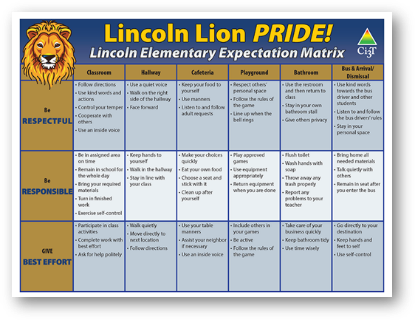 Lincoln Lion PRIDE!
Lincoln Elementary Expectation Matrix
Ci3T
Classroom
Hallway
Cafeteria
Playground
Bathroom
Bus & Arrival/
Dismissal
Be
RESPECTFUL
• Follow directions
• Use kind words and
actions
• Control your temper
• Cooperate with
others
• Use an inside voice
• Use a quiet voice
• Walk on the right
side of the hallway
• Face forward
• Keep your food to
yourself
• Use manners
• Listen to and follow
adult requests
• Respect others'
personal space
• Follow the rules of
the game
• Line up when the
bell rings
• Use the restroom
and then return to
class
• Stay in your own
bathroom stall
• Give others privacy
• Use kind words
towards the bus
driver and other
students
• Listen to and follow
the bus drivers' rules
• Stay in your
personal space
Be
RESPONSIBLE
• Be in assigned area
on time
• Remain in school for
the whole day
• Bring your required
materials
• Turn in finished
work
• Exercise self-control
• Keep hands to
yourself
• Walk in the hallway
• Stay in line with
your class
• Make your choices
quickly
• Eat your own food
• Choose a seat and
stick with it
• Clean up after
yourself
• Play approved
games
• Use equipment
appropriately
• Return equipment
when you are done
• Flush toilet
• Wash hands with
soap
• Throw away any
trash properly
• Report any
problems to your
teacher
• Bring home all
needed materials
• Talk quietly with
others
• Remain in seat after
you enter the bus
GIVE
BEST EFFORT
• Participate in class
activities
• Complete work with
best effort
• Ask for help politely
• Walk quietly
• Move directly to
next location
• Follow directions
• Use your table
manners
• Assist your neighbor
if necessary
• Use an inside voice
• Include others in
your games
• Be active
• Follow the rules of
the game
• Take care of your
business quickly
• Keep bathroom tidy
• Use time wisely
• Go directly to your
destination
• Keep hands and
feet to self
• Use self-control